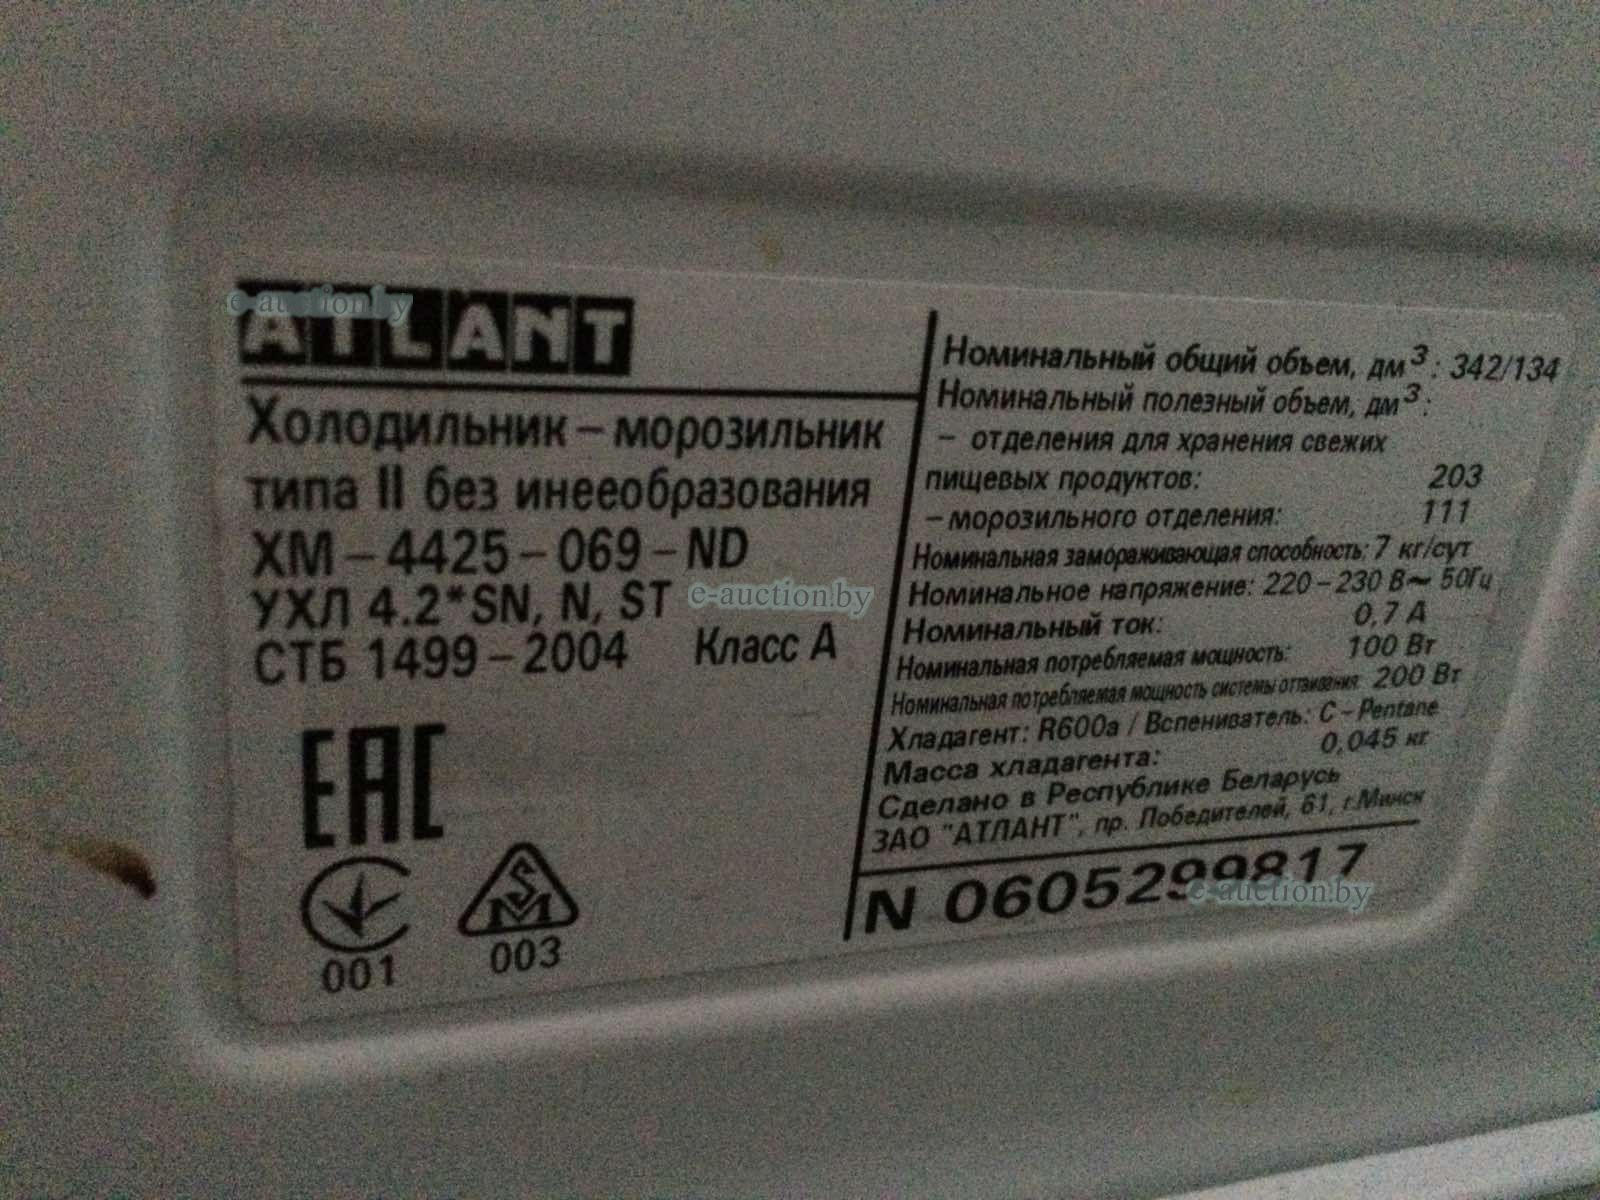 ATLANT
e-auction.by
Холодильник – морозильник
типа II без инееобразования
ХМ – 4425 – 069 – ND
УХЛ 4.2*SN, N, ST
e-auction.by
СТБ 1499 – 2004 Класс А
EAC
001
SM
003
Номинальный общий объем, дм³: 342/134
Номинальный полезный объем, дм³:
– отделения для хранения свежих
пищевых продуктов: 203
– морозильного отделения: 111
Номинальная замораживающая способность: 7 кг/сут
Номинальное напряжение: 220 – 230 В~ 50Гц
Номинальный ток: 0,7 А
Номинальная потребляемая мощность: 100 Вт
Номинальная потребляемая мощность системы оттаивания: 200 Вт
Хладагент: R600a / Вспениватель: C – Pentane
Масса хладагента: 0,045 кг
Сделано в Республике Беларусь
ЗАО "АТЛАНТ", пр. Победителей, 61, г.Минск
N 0605299817
e-auction.by